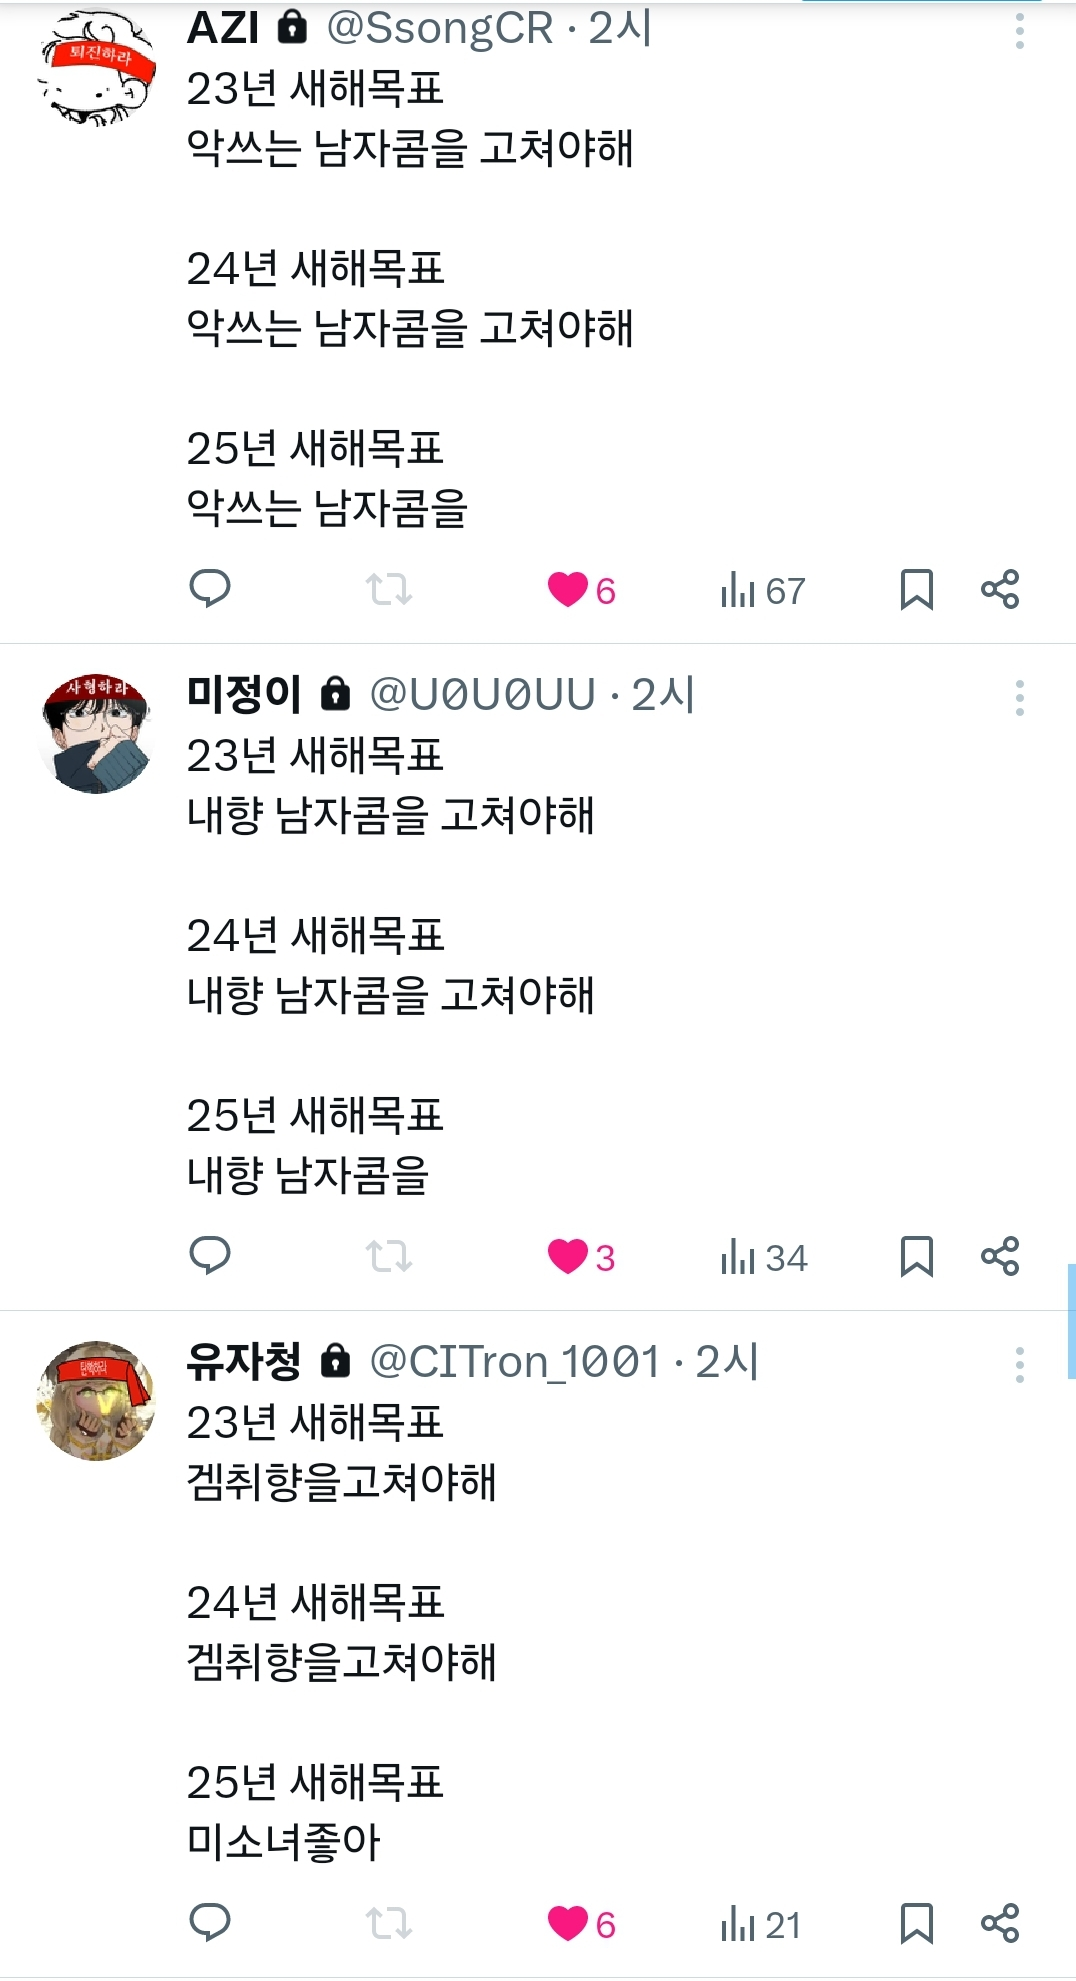 AZI @SsongCR · 2시
퇴진하라
23년 새해목표
악쓰는 남자콤을 고쳐야해
24년 새해목표
악쓰는 남자콤을 고쳐야해
25년 새해목표
악쓰는 남자콤을
6 67
미정이 @U0U0UU · 2시
사형하라
23년 새해목표
내향 남자콤을 고쳐야해
24년 새해목표
내향 남자콤을 고쳐야해
25년 새해목표
내향 남자콤을
3 34
유자청 @CITron_1001 · 2시
23년 새해목표
겜취향을고쳐야해
24년 새해목표
겜취향을고쳐야해
25년 새해목표
미소녀좋아
6 21